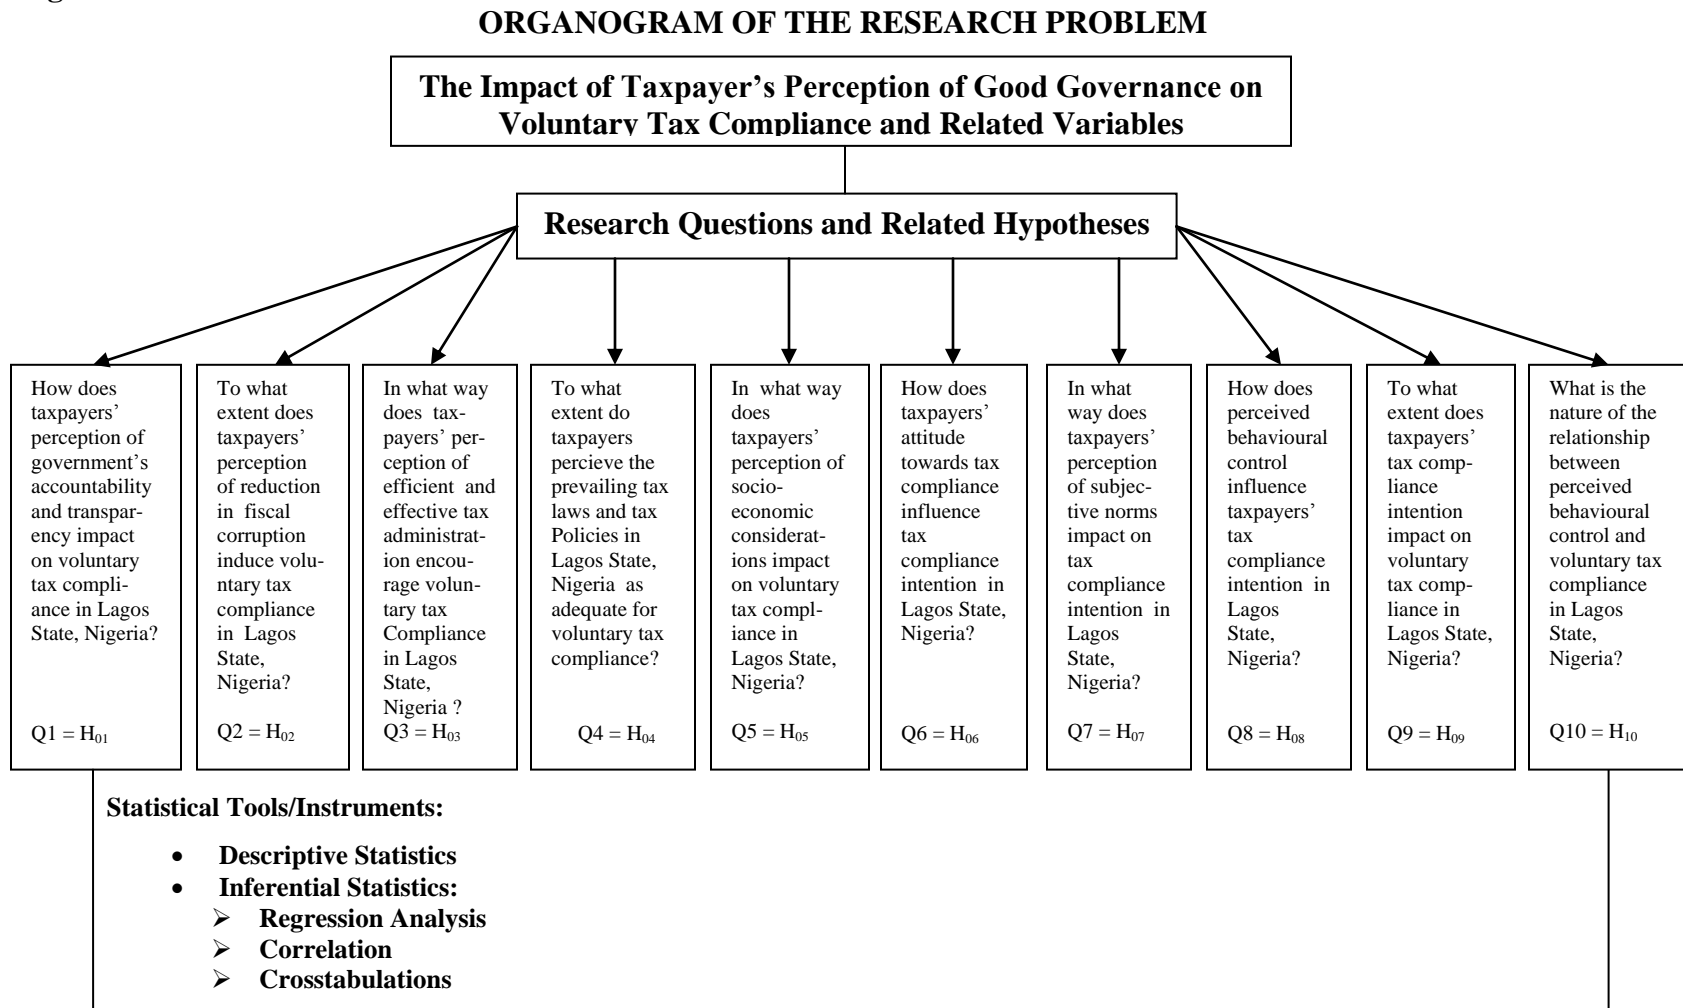 ORGANOGRAM OF THE RESEARCH PROBLEM
The Impact of Taxpayer’s Perception of Good Governance on
Voluntary Tax Compliance and Related Variables
Research Questions and Related Hypotheses
How does
taxpayers’
perception of
government’s
accountability
and transpar-
ency impact
on voluntary
tax compli-
ance in Lagos
State, Nigeria?
Q1 = H01
To what
extent does
taxpayers’
perception
of reduction
in fiscal
corruption
induce volu-
ntary tax
compliance
in Lagos
State,
Nigeria?
Q2 = H02
In what way
does tax-
payers’ per-
ception of
efficient and
effective tax
administrat-
ion encou-
rage volun-
tary tax
Compliance
in Lagos
State,
Nigeria ?
Q3 = H03
To what
extent do
taxpayers
percieve the
prevailing tax
laws and tax
Policies in
Lagos State,
Nigeria as
adequate for
voluntary tax
compliance?
Q4 = H04
In what way
does
taxpayers’
perception of
socio-
economic
considerat-
ions impact
on voluntary
tax compl-
iance in
Lagos State,
Nigeria?
Q5 = H05
How does
taxpayers’
attitude
towards tax
compliance
influence
tax
compliance
intention in
Lagos State,
Nigeria?
Q6 = H06
In what
way does
taxpayers’
perception
of subjec-
tive norms
impact on
tax
compliance
intention in
Lagos
State,
Nigeria?
Q7 = H07
How does
perceived
behavioural
control
influence
taxpayers’
tax
compliance
intention in
Lagos
State,
Nigeria?
Q8 = H08
To what
extent does
taxpayers’
tax comp-
liance
intention
impact on
voluntary
tax comp-
liance in
Lagos State,
Nigeria?
Q9 = H09
What is the
nature of the
relationship
between
perceived
behavioural
control and
voluntary tax
compliance
in Lagos
State,
Nigeria?
Q10 = H10
Statistical Tools/Instruments:
• Descriptive Statistics
• Inferential Statistics:
➢ Regression Analysis
➢ Correlation
➢ Crosstabulations